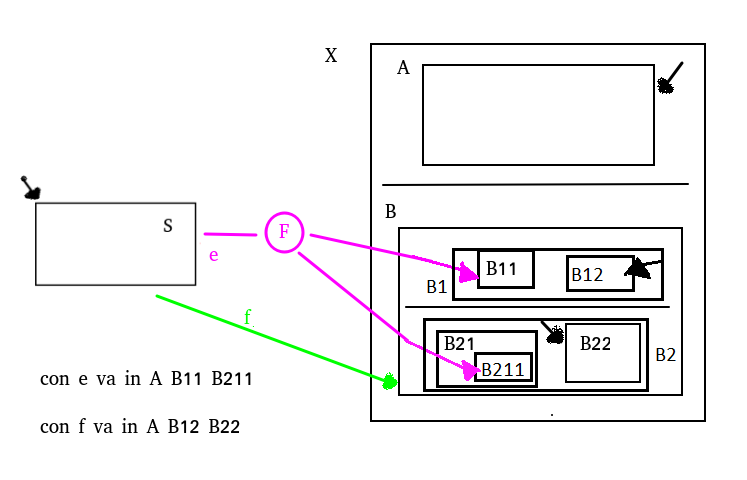 X
A
S
F
e
B
B11
B12
B1
f
B21
B22
B2
B211
con e va in A B11 B211
con f va in A B12 B22